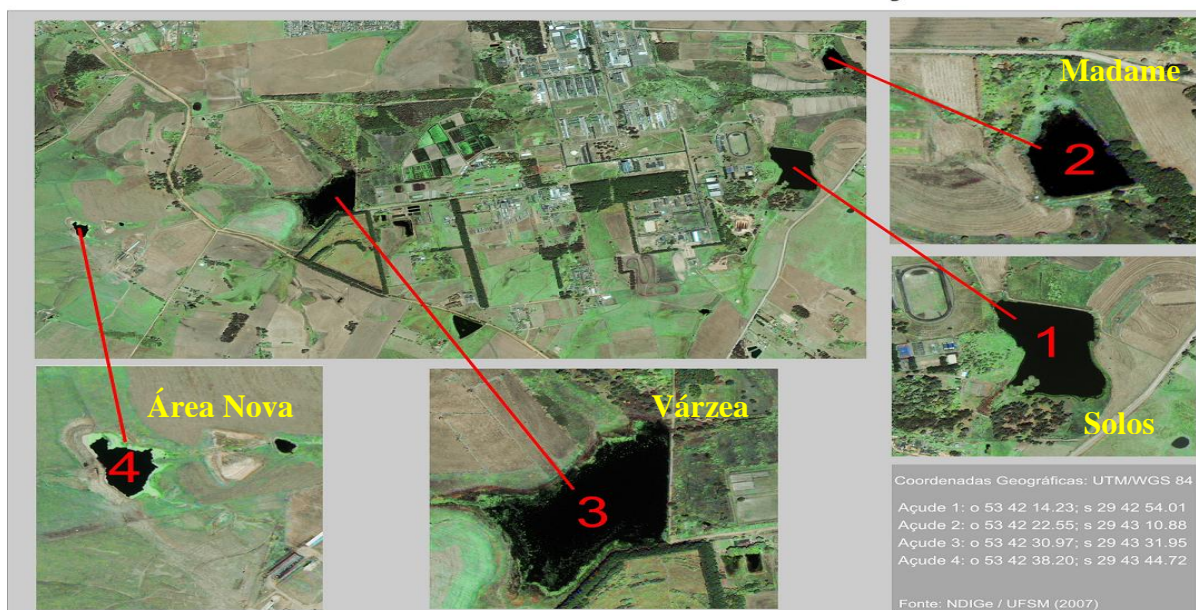 Madame
2
1
Solos
Área Nova
4
Várzea
3
Coordenadas Geográficas: UTM/WGS 84
Açude 1: o 53 42 14.23; s 29 42 54.01
Açude 2: o 53 42 22.55; s 29 43 10.88
Açude 3: o 53 42 30.97; s 29 43 31.95
Açude 4: o 53 42 38.20; s 29 43 44.72
Fonte: NDIGe / UFSM (2007)